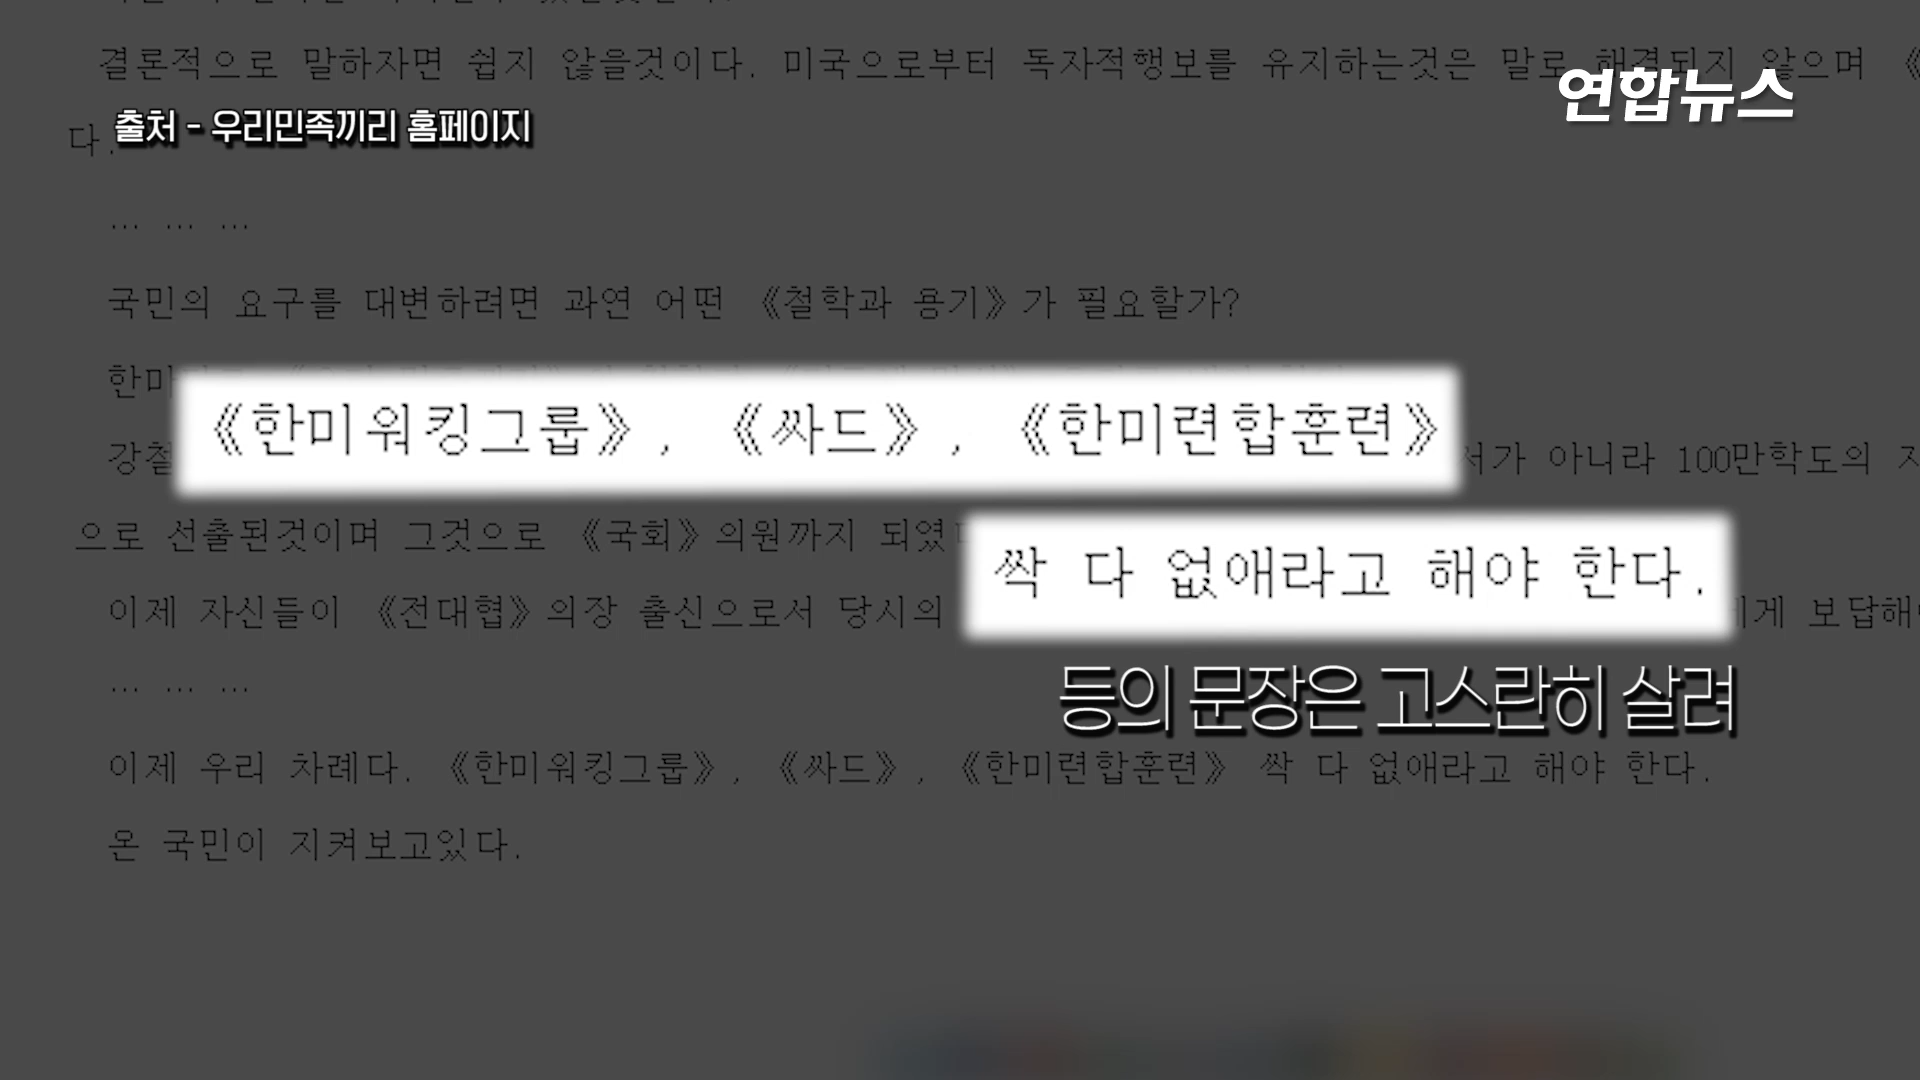 결론적으로 말하자면 쉽지 않을것이다. 미국으로부터 독자적행보를 유지하는것은 말로 해결되지 않으며 《
연합뉴스
다.
출처 - 우리민족끼리 홈페이지
... ... ...
국민의 요구를 대변하려면 과연 어떤 《철학과 용기》가 필요할가?
《한미워킹그룹》, 《싸드》, 《한미련합훈련》
서가 아니라 100만학도의
으로 선출된것이며 그것으로 《국회》의원까지 되였
싹 다 없애라고 해야 한다.
이제 자신들이 《전대협》의장 출신으로서 당시의
에게 보답해
등의 문장은 고스란히 살려
... ... ...
이제 우리 차례다. 《한미워킹그룹》, 《싸드》, 《한미련합훈련》 싹 다 없애라고 해야 한다.
온 국민이 지켜보고있다.